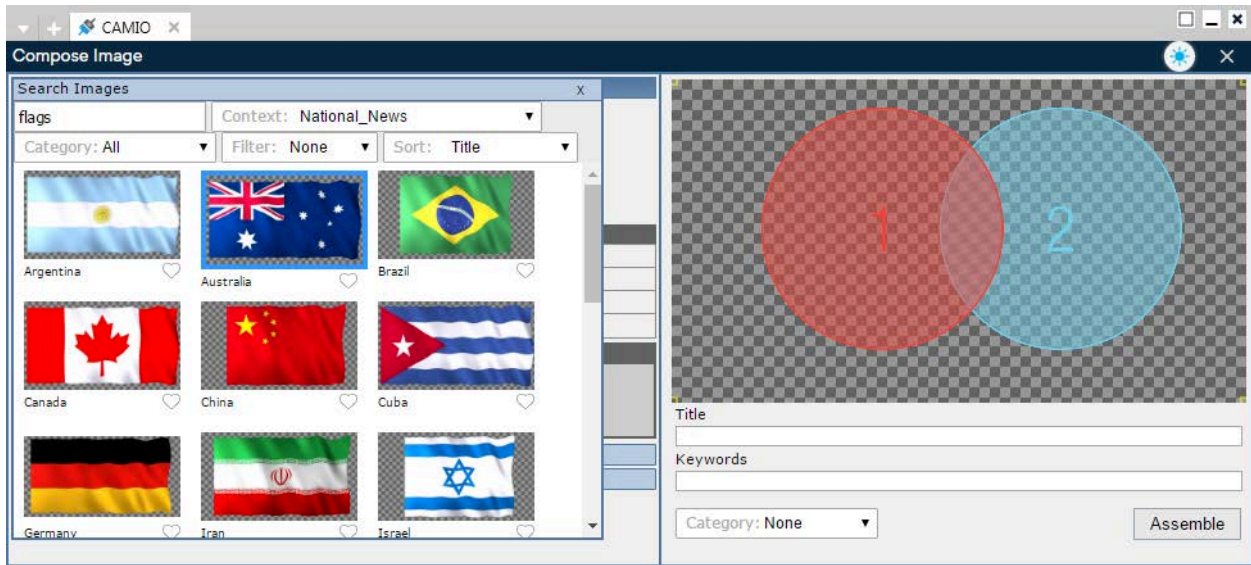 CAMIO
Compose Image
Search Images x
flags Context: National_News
Category: All Filter: None Sort: Title
Argentina Australia Brazil
Canada China Cuba
Germany Iran Israel
1 2
Title
Keywords
Category: None Assemble